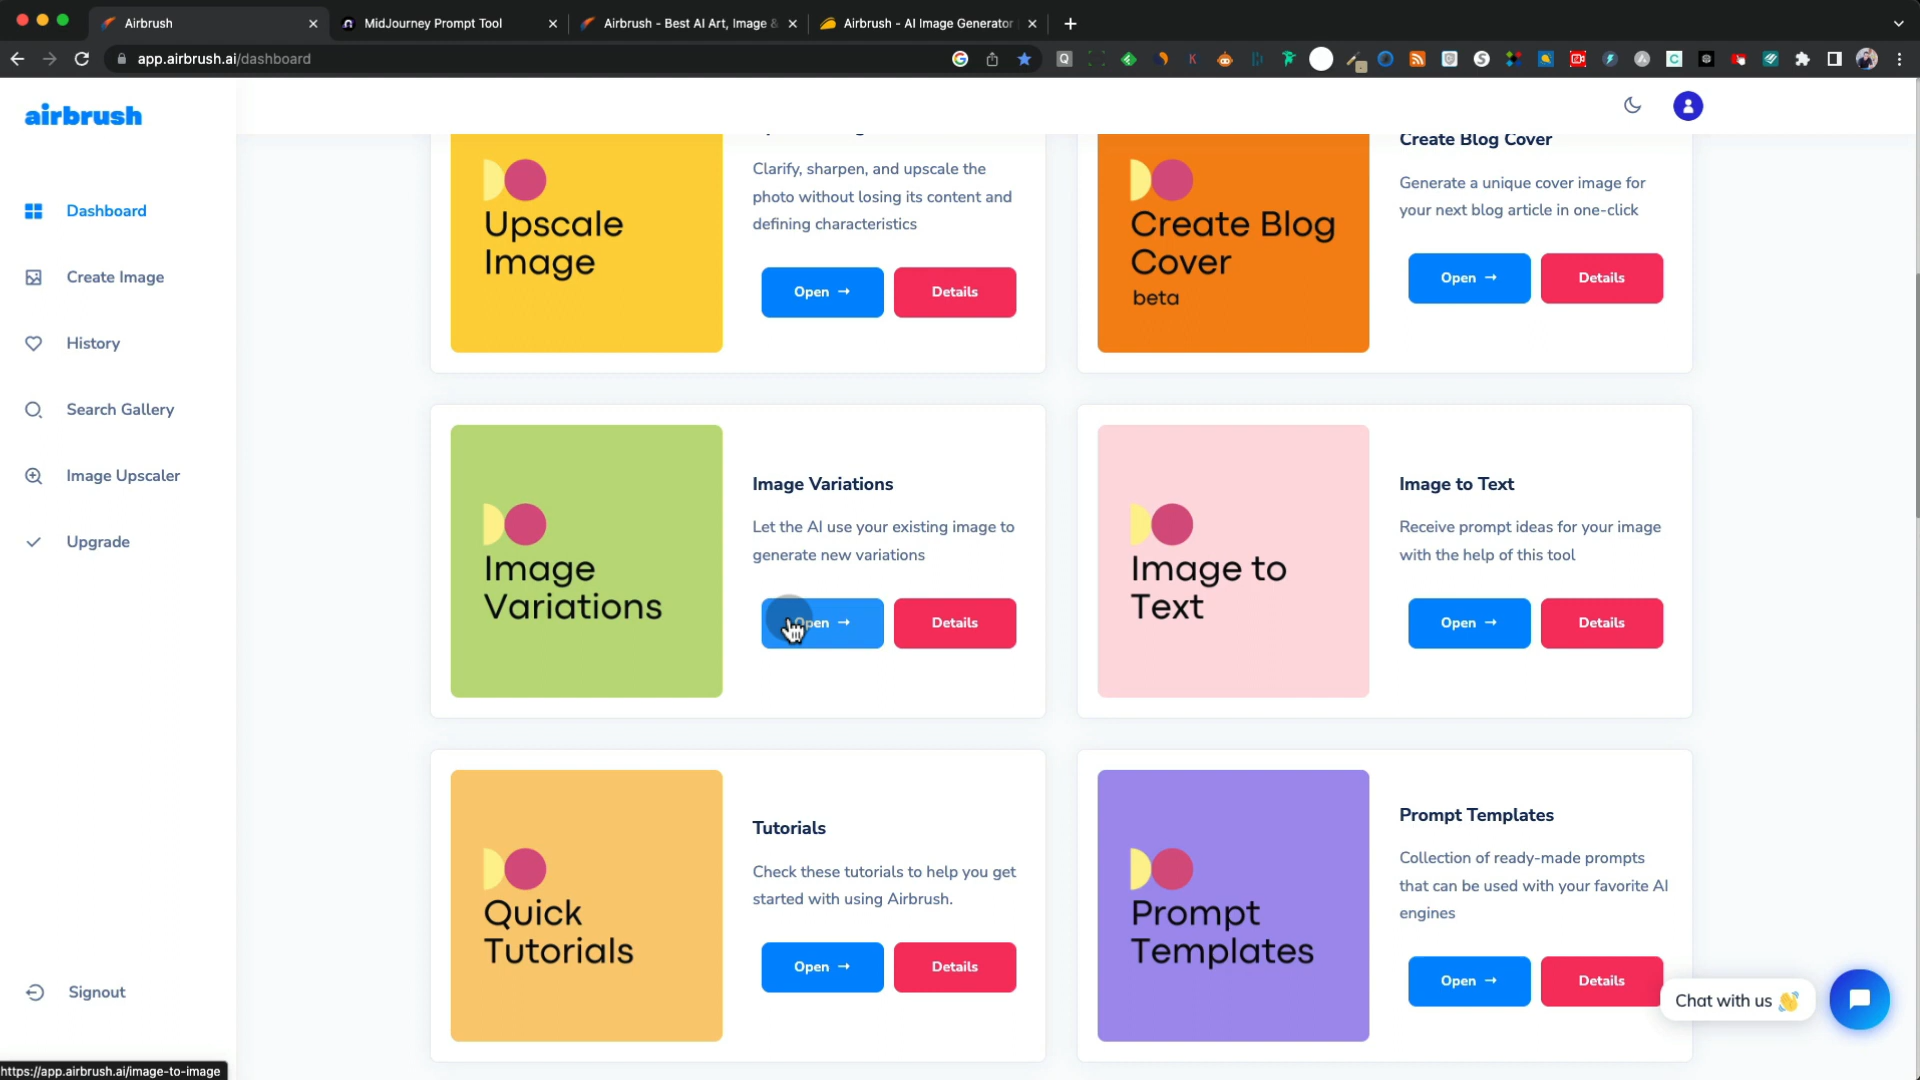 Airbrush
MidJourney Prompt Tool
Airbrush - Best AI Art, Image &
Airbrush - AI Image Generator
app.airbrush.ai/dashboard
airbrush
Dashboard
Create Image
History
Search Gallery
Image Upscaler
Upgrade
Signout
Upscale
Image
Clarify, sharpen, and upscale the
photo without losing its content and
defining characteristics
Open →
Details
Create Blog
Cover
beta
Create Blog Cover
Generate a unique cover image for
your next blog article in one-click
Open →
Details
Image
Variations
Image Variations
Let the AI use your existing image to
generate new variations
Open →
Details
Image to
Text
Image to Text
Receive prompt ideas for your image
with the help of this tool
Open →
Details
Quick
Tutorials
Tutorials
Check these tutorials to help you get
started with using Airbrush.
Open →
Details
Prompt
Templates
Prompt Templates
Collection of ready-made prompts
that can be used with your favorite AI
engines
Open →
Details
Chat with us 👋
https://app.airbrush.ai/image-to-image